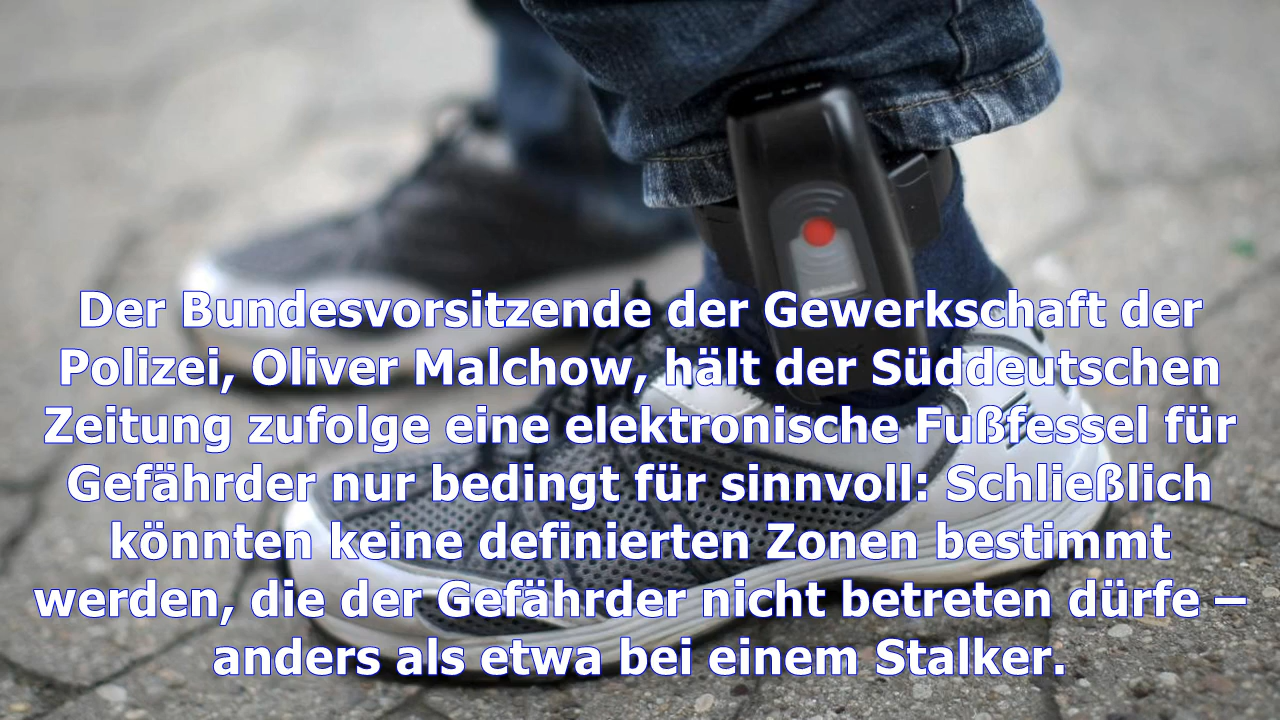 Der Bundesvorsitzende der Gewerkschaft der
Polizei, Oliver Malchow, hält der Süddeutschen
Zeitung zufolge eine elektronische Fußfessel für
Gefährder nur bedingt für sinnvoll: Schließlich
könnten keine definierten Zonen bestimmt
werden, die der Gefährder nicht betreten dürfe –
anders als etwa bei einem Stalker.